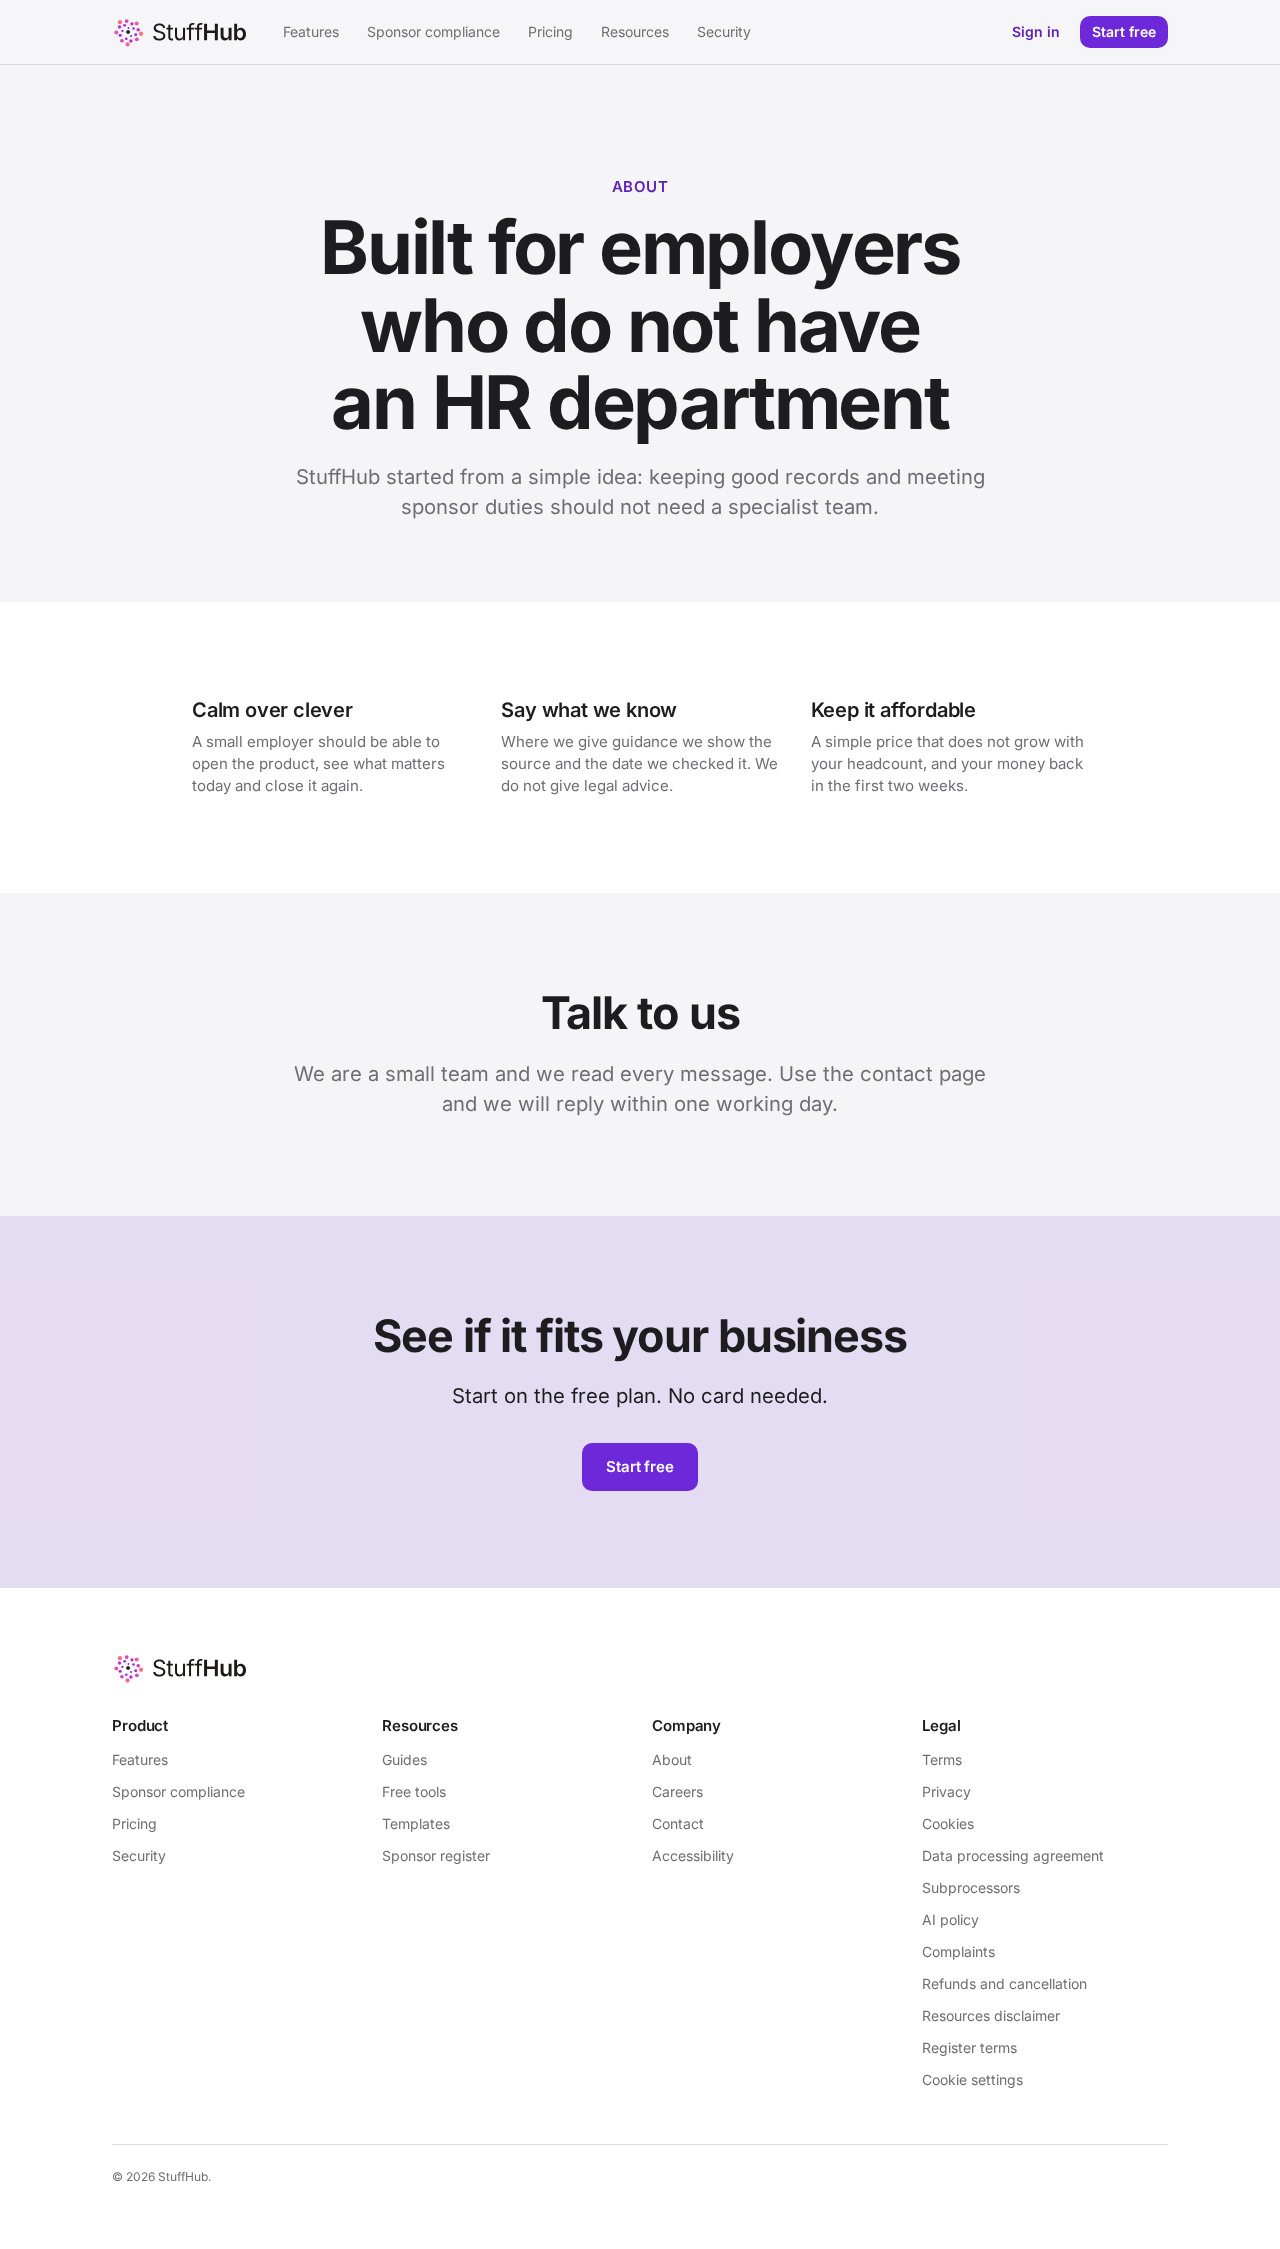 StuffHub
Features
Sponsor compliance
Pricing
Resources
Security
Sign in
Start free
ABOUT
Built for employers
who do not have
an HR department
StuffHub started from a simple idea: keeping good records and meeting
sponsor duties should not need a specialist team.
Calm over clever
A small employer should be able to
open the product, see what matters
today and close it again.
Say what we know
Where we give guidance we show the
source and the date we checked it. We
do not give legal advice.
Keep it affordable
A simple price that does not grow with
your headcount, and your money back
in the first two weeks.
Talk to us
We are a small team and we read every message. Use the contact page
and we will reply within one working day.
See if it fits your business
Start on the free plan. No card needed.
Start free
StuffHub
Product
Features
Sponsor compliance
Pricing
Security
Resources
Guides
Free tools
Templates
Sponsor register
Company
About
Careers
Contact
Accessibility
Legal
Terms
Privacy
Cookies
Data processing agreement
Subprocessors
AI policy
Complaints
Refunds and cancellation
Resources disclaimer
Register terms
Cookie settings
© 2026 StuffHub.